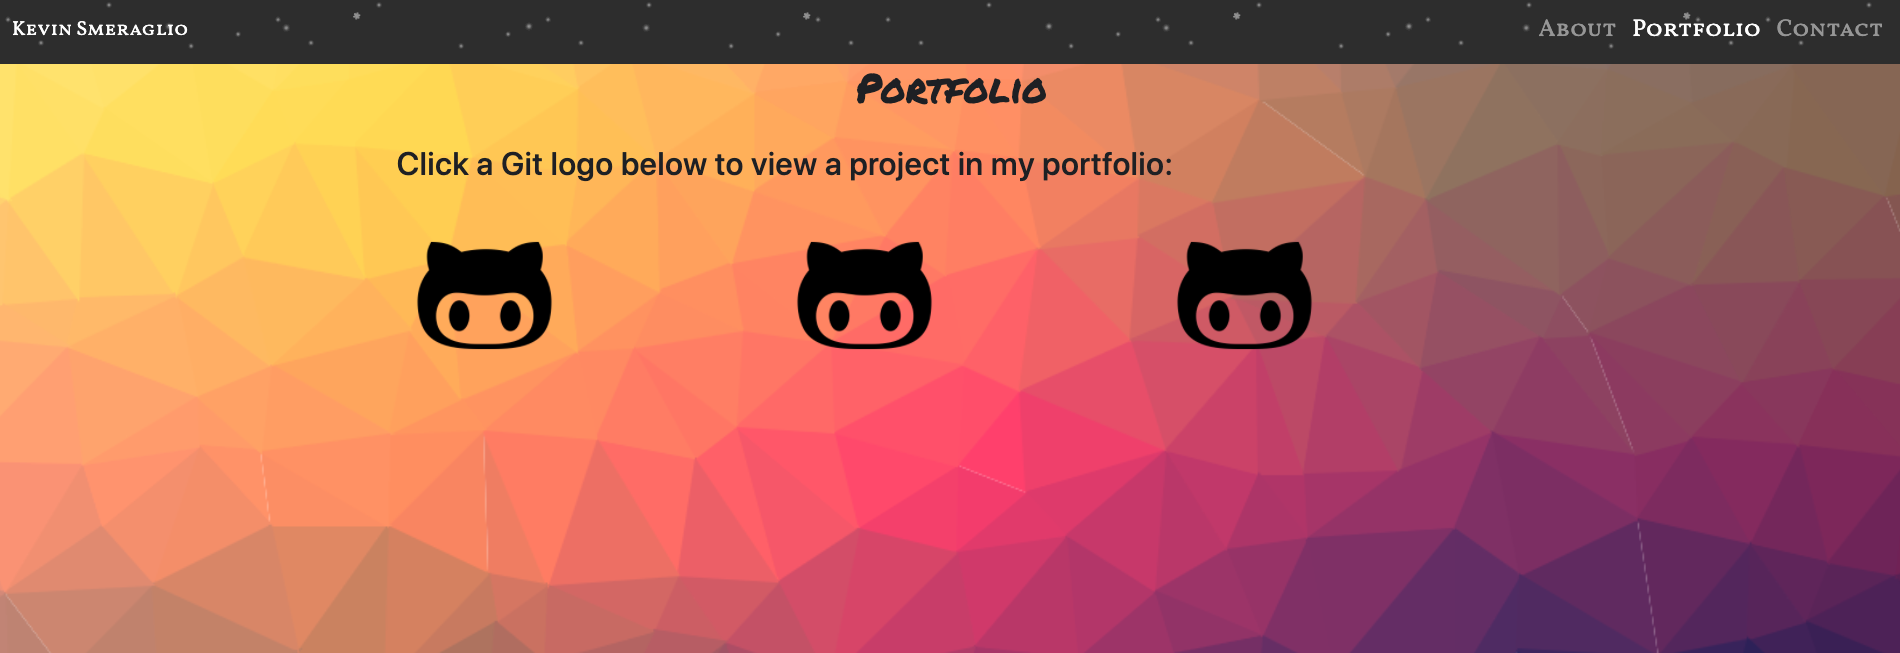 Kevin Smeraglio
About Portfolio Contact
Portfolio
Click a Git logo below to view a project in my portfolio: